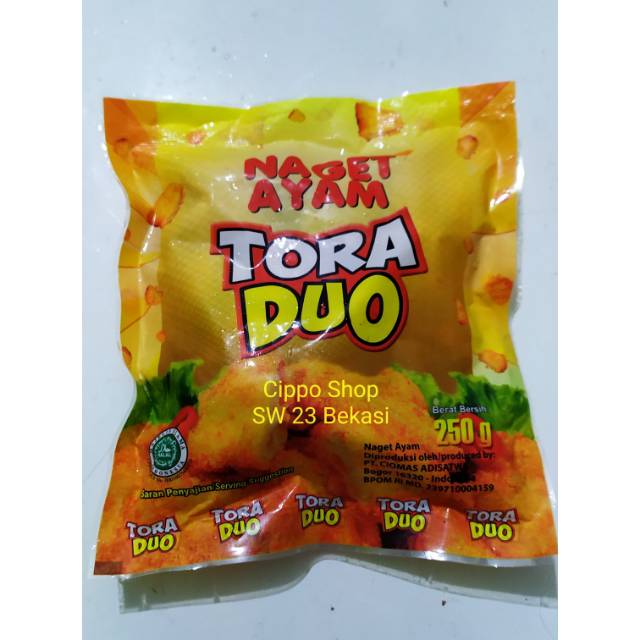 NAGET
AYAM
TORA
DUO
Cippo Shop
SW 23 Bekasi
Berat Bersih
250 g
Naget Ayam
Diproduksi oleh/produced by:
PT. CIOMAS ADISATWA
Bogor 16320 - Indonesia
BPOM RI MD. 239710004159
Saran Penyajian Serving Suggestion
TORA
DUO
TORA
DUO
TORA
DUO
TORA
DUO
TORA
DUO